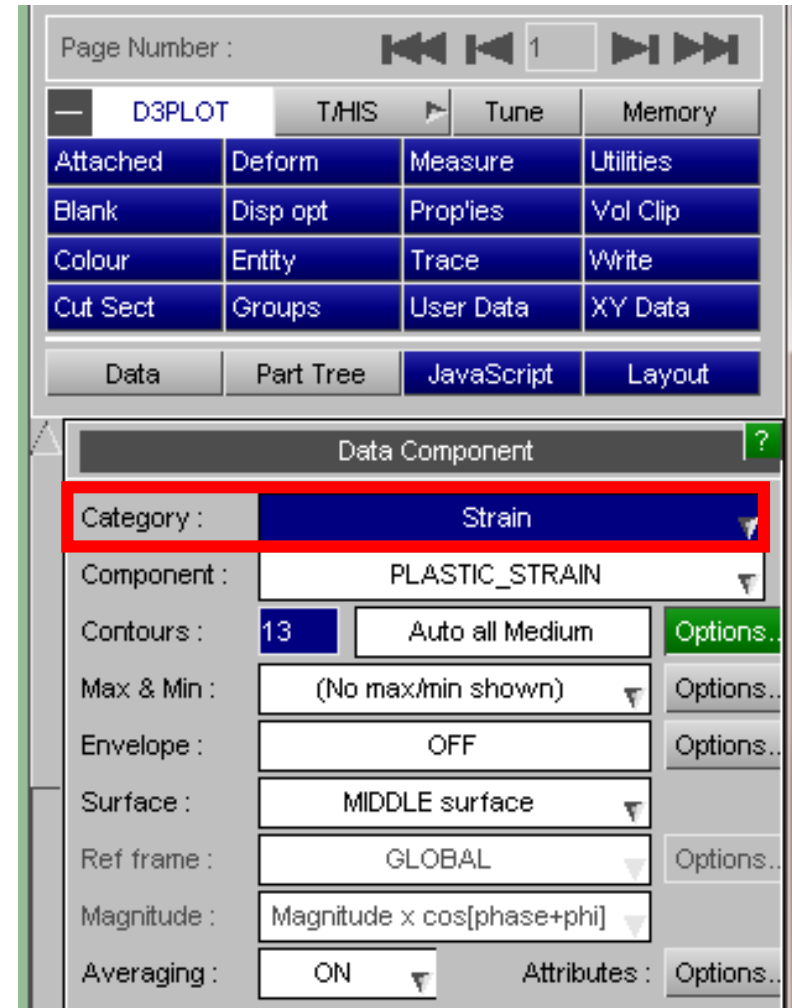 Page Number : 1
D3PLOT T/HIS Tune Memory
Attached Deform Measure Utilities
Blank Disp opt Prop'ies Vol Clip
Colour Entity Trace Write
Cut Sect Groups User Data XY Data
Data Part Tree JavaScript Layout
Data Component ?
Category : Strain
Component : PLASTIC_STRAIN
Contours : 13 Auto all Medium Options..
Max & Min : (No max/min shown) Options..
Envelope : OFF Options..
Surface : MIDDLE surface
Ref frame : GLOBAL Options..
Magnitude : Magnitude x cos[phase+phi]
Averaging : ON Attributes : Options..